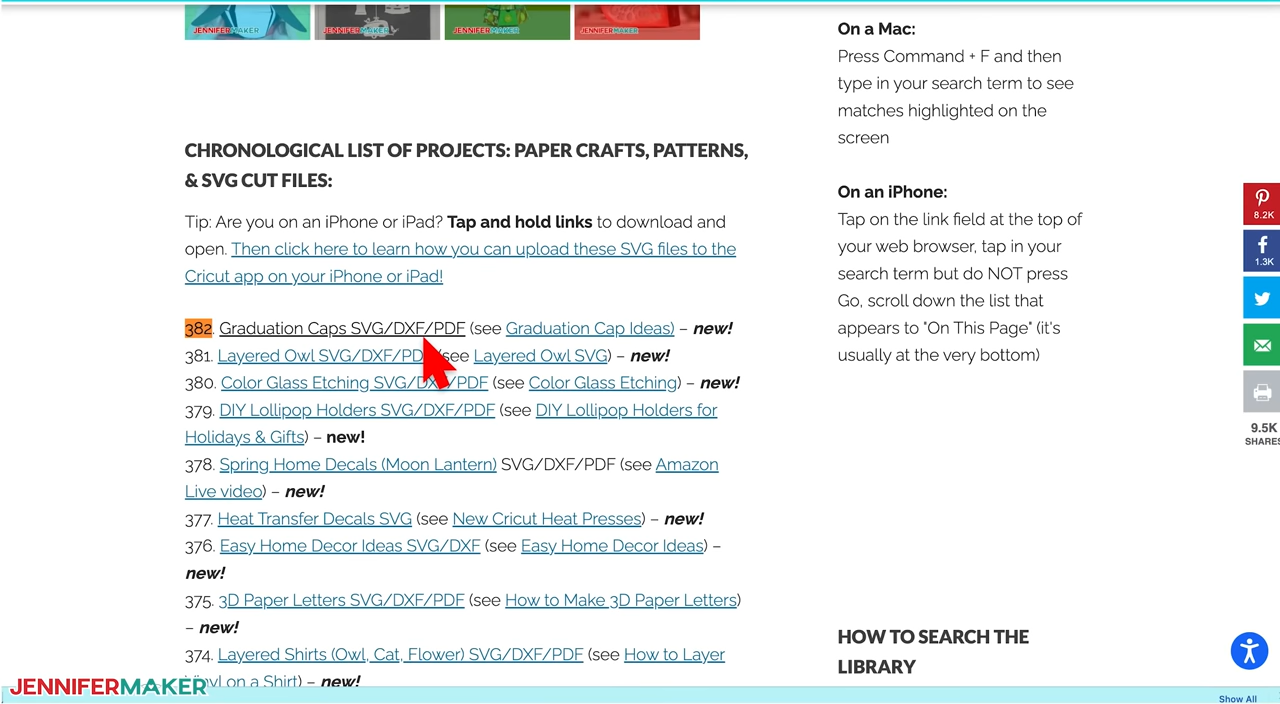 JENNIFERMAKER JENNIFERMAKER JENNIFERMAKER JENNIFERMAKER
CHRONOLOGICAL LIST OF PROJECTS: PAPER CRAFTS, PATTERNS,
& SVG CUT FILES:
Tip: Are you on an iPhone or iPad? Tap and hold links to download and
open. Then click here to learn how you can upload these SVG files to the
Cricut app on your iPhone or iPad!
382. Graduation Caps SVG/DXF/PDF (see Graduation Cap Ideas) – new!
381. Layered Owl SVG/DXF/PD (see Layered Owl SVG) – new!
380. Color Glass Etching SVG/DXF/PDF (see Color Glass Etching) – new!
379. DIY Lollipop Holders SVG/DXF/PDF (see DIY Lollipop Holders for
Holidays & Gifts) – new!
378. Spring Home Decals (Moon Lantern) SVG/DXF/PDF (see Amazon
Live video) – new!
377. Heat Transfer Decals SVG (see New Cricut Heat Presses) – new!
376. Easy Home Decor Ideas SVG/DXF (see Easy Home Decor Ideas) –
new!
375. 3D Paper Letters SVG/DXF/PDF (see How to Make 3D Paper Letters)
– new!
374. Layered Shirts (Owl, Cat, Flower) SVG/DXF/PDF (see How to Layer
Vinyl on a Shirt) – new!
On a Mac:
Press Command + F and then
type in your search term to see
matches highlighted on the
screen
On an iPhone:
Tap on the link field at the top of
your web browser, tap in your
search term but do NOT press
Go, scroll down the list that
appears to "On This Page" (it's
usually at the very bottom)
HOW TO SEARCH THE
LIBRARY
8.2K
1.3K
9.5K
SHARES
JENNIFERMAKER
Show All